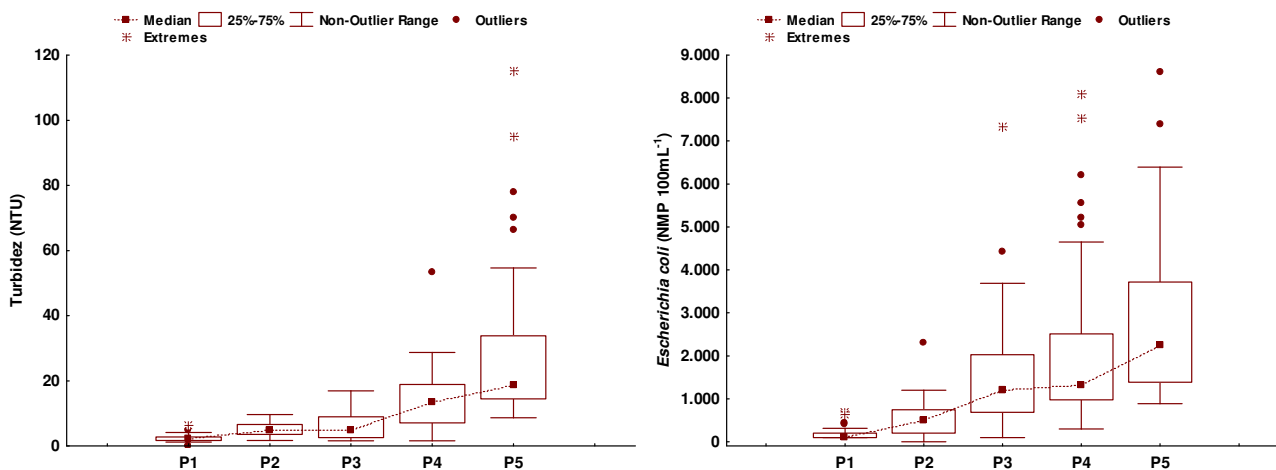 Median 25%-75% Non-Outlier Range Outliers
Extremes
Turbidez (NTU)
120
100
80
60
40
20
0
P1 P2 P3 P4 P5
Median 25%-75% Non-Outlier Range Outliers
Extremes
Escherichia coli (NMP 100mL⁻¹)
9.000
8.000
7.000
6.000
5.000
4.000
3.000
2.000
1.000
0
P1 P2 P3 P4 P5